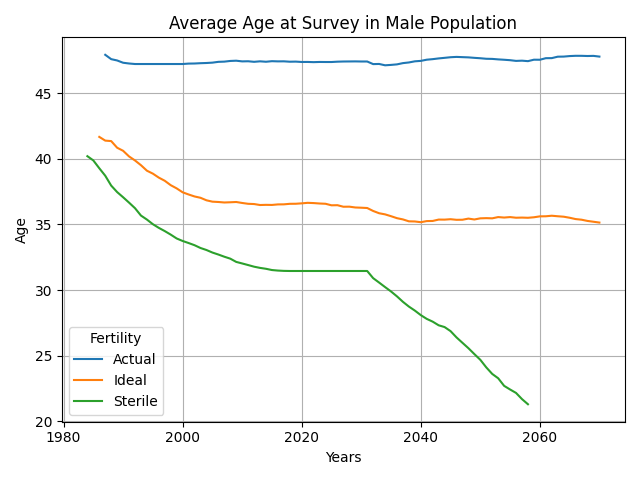 Average Age at Survey in Male Population
Age
45
40
35
30
25
20
Fertility
Actual
Ideal
Sterile
1980
2000
2020
2040
2060
Years